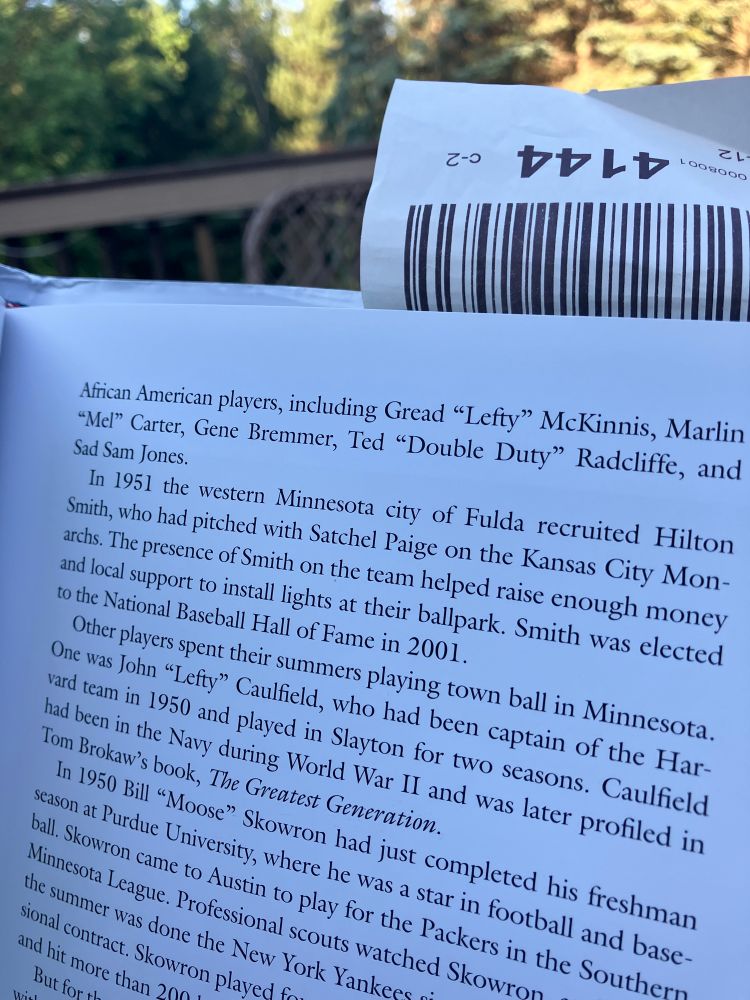 c-2 4144 0008001 -12
African American players, including Gread “Lefty” McKinnis, Marlin
“Mel” Carter, Gene Bremmer, Ted “Double Duty” Radcliffe, and
Sad Sam Jones.
In 1951 the western Minnesota city of Fulda recruited Hilton
Smith, who had pitched with Satchel Paige on the Kansas City Mon-
archs. The presence of Smith on the team helped raise enough money
and local support to install lights at their ballpark. Smith was elected
to the National Baseball Hall of Fame in 2001.
Other players spent their summers playing town ball in Minnesota.
One was John “Lefty” Caulfield, who had been captain of the Har-
vard team in 1950 and played in Slayton for two seasons. Caulfield
had been in the Navy during World War II and was later profiled in
Tom Brokaw’s book, The Greatest Generation.
In 1950 Bill “Moose” Skowron had just completed his freshman
season at Purdue University, where he was a star in football and base-
ball. Skowron came to Austin to play for the Packers in the Southern
Minnesota League. Professional scouts watched Skowron,
the summer was done the New York Yankees
sional contract. Skowron played
and hit more than 200
But for